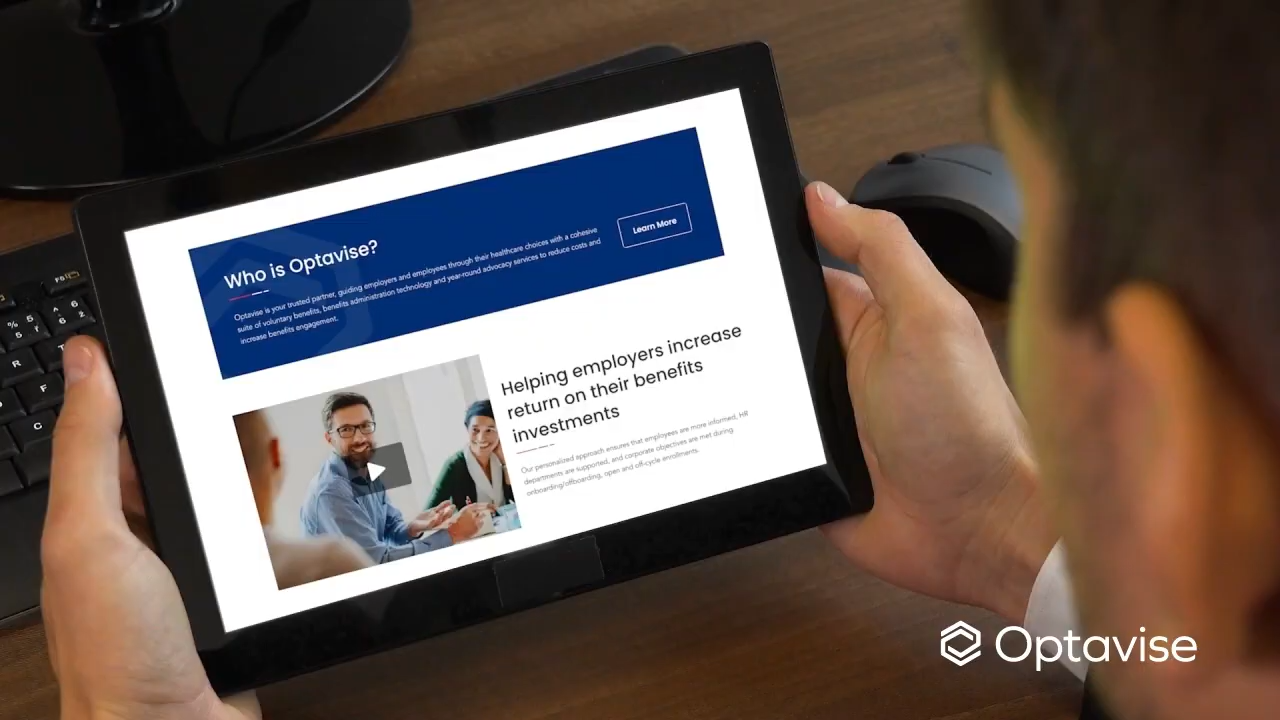 Who is Optavise?
Optavise is your trusted partner, guiding employers and employees through their healthcare choices with a cohesive
suite of voluntary benefits, benefits administration technology and year-round advocacy services to reduce costs and
increase benefits engagement.
Learn More
Helping employers increase
return on their benefits
investments
Our personalized approach ensures that employees are more informed, HR
departments are supported, and corporate objectives are met during
onboarding/offboarding, open and off-cycle enrollments.
F5
%
5
^
6
R
T
F
C
Optavise